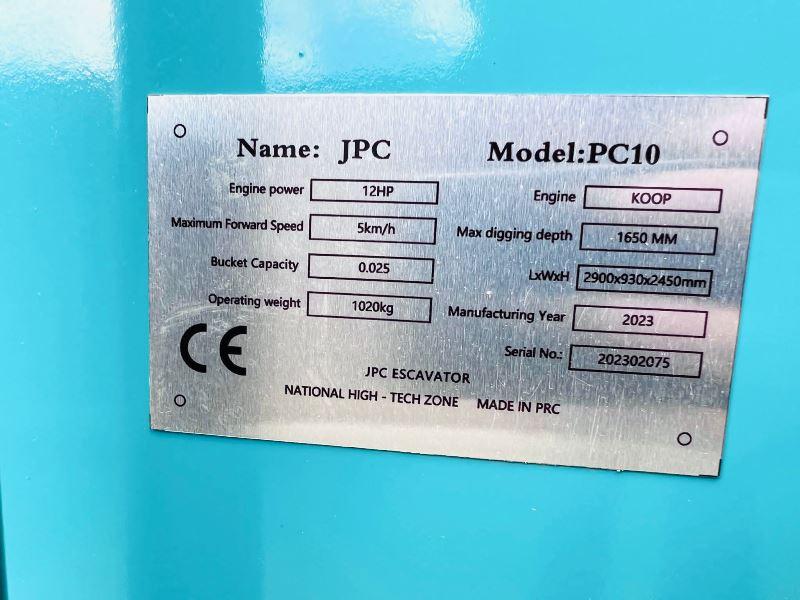 Name: JPC
Model:PC10
Engine power 12HP
Engine KOOP
Maximum Forward Speed 5km/h
Max digging depth 1650 MM
Bucket Capacity 0.025
LxWxH 2900x930x2450mm
Operating weight 1020kg
Manufacturing Year 2023
Serial No.: 202302075
CE
JPC ESCAVATOR
NATIONAL HIGH - TECH ZONE MADE IN PRC